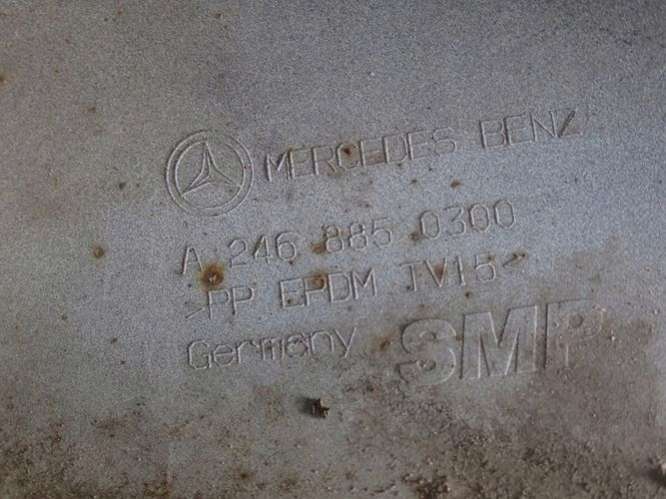 MERCEDES BENZ
A 246 885 0300
>PP EPDM TV15<
Germany
SMP